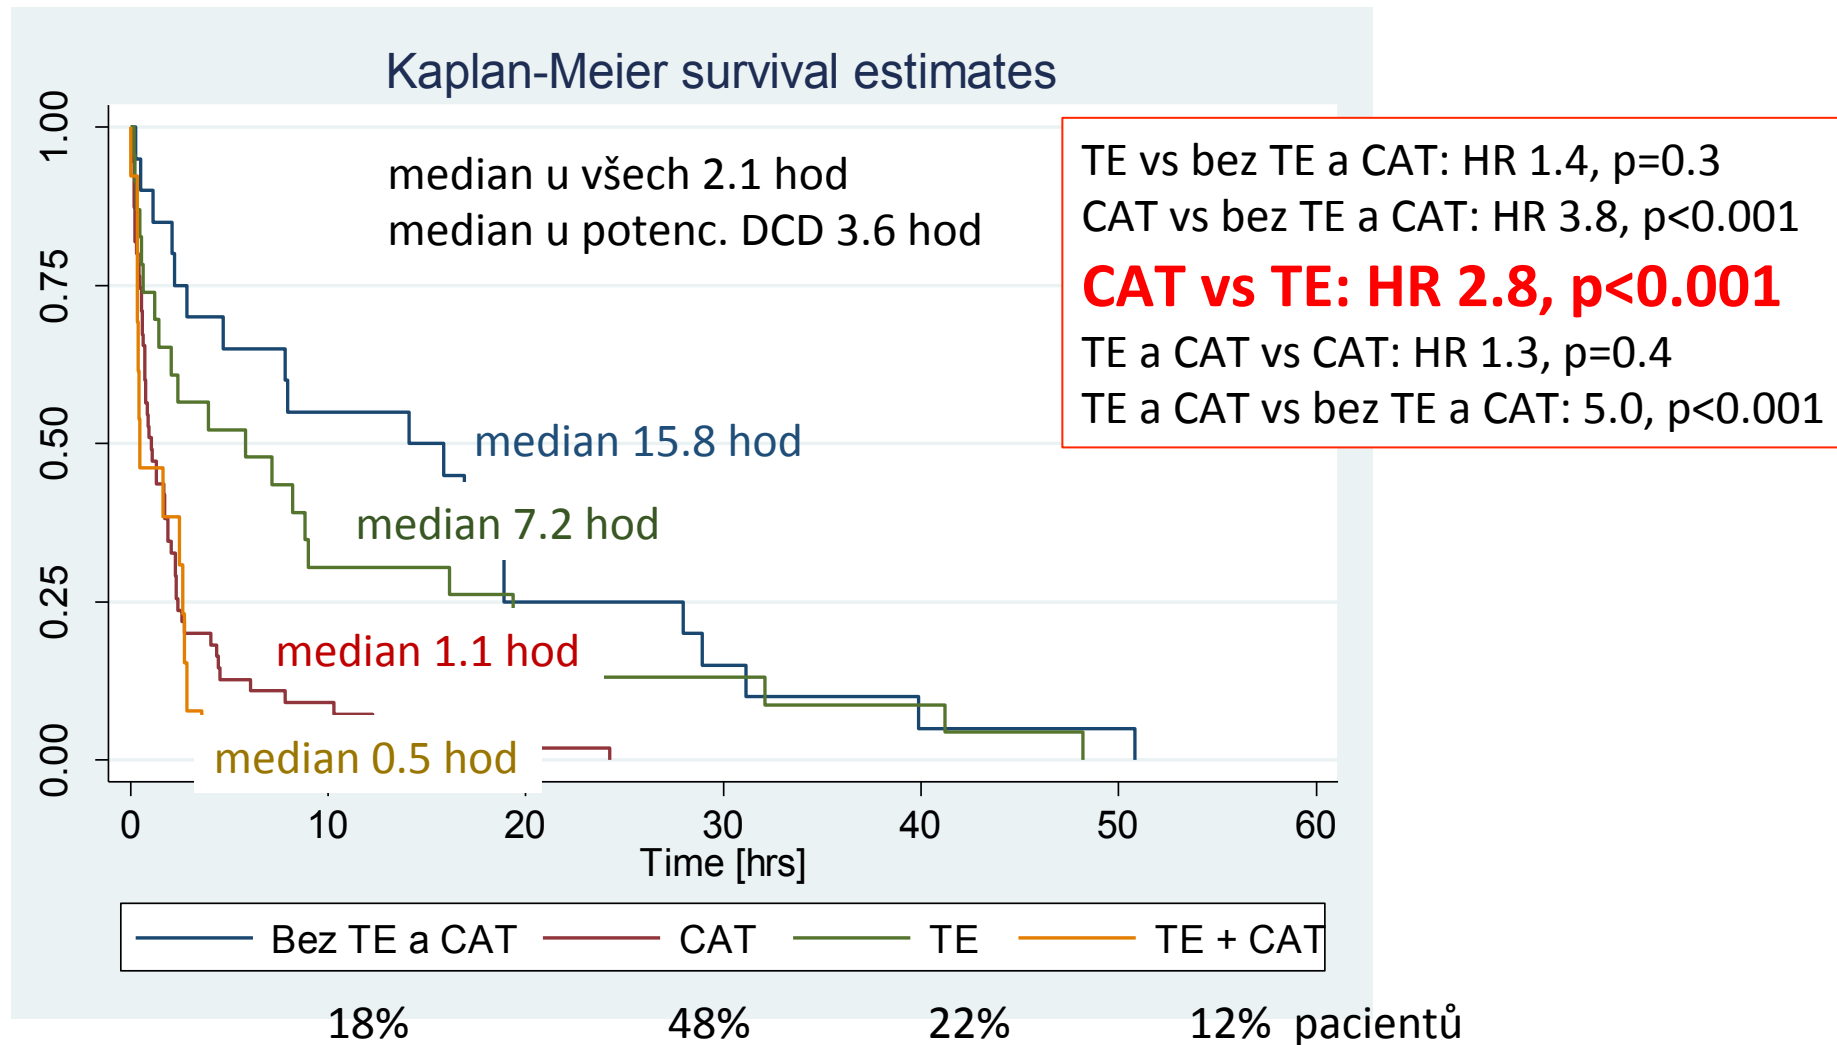 Kaplan-Meier survival estimates
1.00
0.75
0.50
0.25
0.00
median u všech 2.1 hod
median u potenc. DCD 3.6 hod
TE vs bez TE a CAT: HR 1.4, p=0.3
CAT vs bez TE a CAT: HR 3.8, p<0.001
CAT vs TE: HR 2.8, p<0.001
TE a CAT vs CAT: HR 1.3, p=0.4
TE a CAT vs bez TE a CAT: 5.0, p<0.001
median 15.8 hod
median 7.2 hod
median 1.1 hod
median 0.5 hod
0 10 20 30 40 50 60
Time [hrs]
Bez TE a CAT CAT TE TE + CAT
18% 48% 22% 12% pacientů